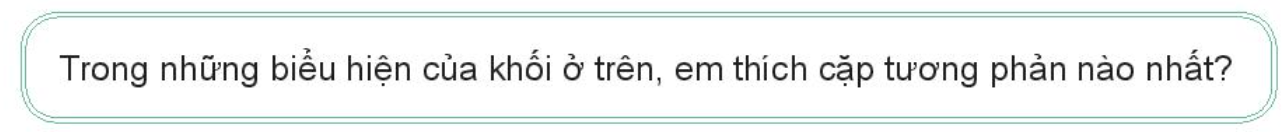 Trong những biểu hiện của khối ở trên, em thích cặp tương phản nào nhất?